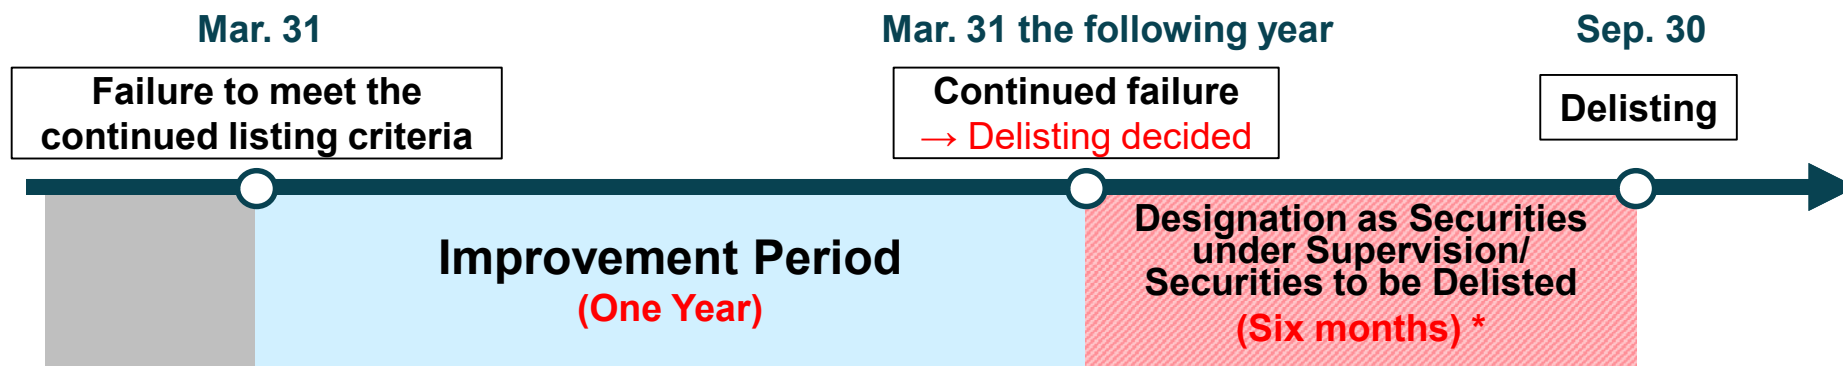 Mar. 31
Mar. 31 the following year
Sep. 30
Failure to meet the
continued listing criteria
Continued failure
→ Delisting decided
Delisting
Improvement Period
(One Year)
Designation as Securities
under Supervision/
Securities to be Delisted
(Six months) *